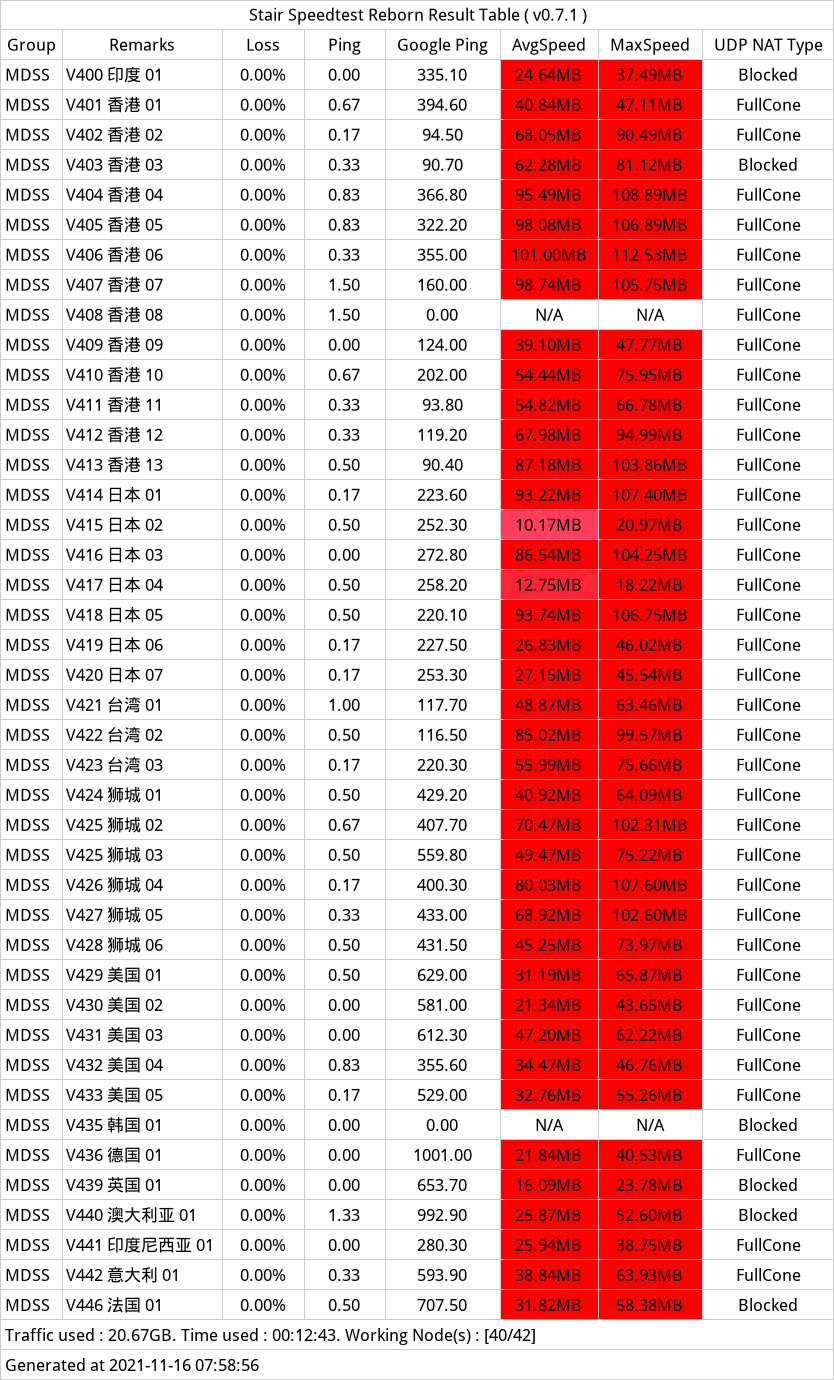 Stair Speedtest Reborn Result Table ( v0.7.1 )
Group Remarks Loss Ping Google Ping AvgSpeed MaxSpeed UDP NAT Type
MDSS V400 印度 01 0.00% 0.00 335.10 24.64MB 37.49MB Blocked
MDSS V401 香港 01 0.00% 0.67 394.60 40.84MB 47.11MB FullCone
MDSS V402 香港 02 0.00% 0.17 94.50 68.05MB 90.49MB FullCone
MDSS V403 香港 03 0.00% 0.33 90.70 62.28MB 81.12MB Blocked
MDSS V404 香港 04 0.00% 0.83 366.80 95.49MB 108.89MB FullCone
MDSS V405 香港 05 0.00% 0.83 322.20 98.08MB 106.89MB FullCone
MDSS V406 香港 06 0.00% 0.33 355.00 101.00MB 112.53MB FullCone
MDSS V407 香港 07 0.00% 1.50 160.00 98.74MB 105.75MB FullCone
MDSS V408 香港 08 0.00% 1.50 0.00 N/A N/A FullCone
MDSS V409 香港 09 0.00% 0.00 124.00 39.10MB 47.77MB FullCone
MDSS V410 香港 10 0.00% 0.67 202.00 54.44MB 75.95MB FullCone
MDSS V411 香港 11 0.00% 0.33 93.80 54.82MB 66.78MB FullCone
MDSS V412 香港 12 0.00% 0.33 119.20 67.98MB 94.99MB FullCone
MDSS V413 香港 13 0.00% 0.50 90.40 87.18MB 103.86MB FullCone
MDSS V414 日本 01 0.00% 0.17 223.60 93.22MB 107.40MB FullCone
MDSS V415 日本 02 0.00% 0.50 252.30 10.17MB 20.97MB FullCone
MDSS V416 日本 03 0.00% 0.00 272.80 86.54MB 104.25MB FullCone
MDSS V417 日本 04 0.00% 0.50 258.20 12.75MB 18.22MB FullCone
MDSS V418 日本 05 0.00% 0.50 220.10 93.74MB 106.75MB FullCone
MDSS V419 日本 06 0.00% 0.17 227.50 26.83MB 46.02MB FullCone
MDSS V420 日本 07 0.00% 0.17 253.30 27.15MB 45.54MB FullCone
MDSS V421 台湾 01 0.00% 1.00 117.70 48.87MB 63.46MB FullCone
MDSS V422 台湾 02 0.00% 0.50 116.50 85.02MB 99.57MB FullCone
MDSS V423 台湾 03 0.00% 0.17 220.30 55.99MB 75.66MB FullCone
MDSS V424 狮城 01 0.00% 0.50 429.20 40.92MB 64.09MB FullCone
MDSS V425 狮城 02 0.00% 0.67 407.70 70.47MB 102.31MB FullCone
MDSS V425 狮城 03 0.00% 0.50 559.80 49.47MB 75.22MB FullCone
MDSS V426 狮城 04 0.00% 0.17 400.30 80.03MB 107.60MB FullCone
MDSS V427 狮城 05 0.00% 0.33 433.00 68.92MB 102.60MB FullCone
MDSS V428 狮城 06 0.00% 0.50 431.50 45.25MB 73.97MB FullCone
MDSS V429 美国 01 0.00% 0.50 629.00 31.19MB 65.87MB FullCone
MDSS V430 美国 02 0.00% 0.00 581.00 21.34MB 43.65MB FullCone
MDSS V431 美国 03 0.00% 0.00 612.30 47.20MB 62.22MB FullCone
MDSS V432 美国 04 0.00% 0.83 355.60 34.47MB 46.76MB FullCone
MDSS V433 美国 05 0.00% 0.17 529.00 32.76MB 55.26MB FullCone
MDSS V435 韩国 01 0.00% 0.00 0.00 N/A N/A Blocked
MDSS V436 德国 01 0.00% 0.00 1001.00 21.84MB 40.53MB FullCone
MDSS V439 英国 01 0.00% 0.00 653.70 16.09MB 23.78MB Blocked
MDSS V440 澳大利亚 01 0.00% 1.33 992.90 25.87MB 52.60MB Blocked
MDSS V441 印度尼西亚 01 0.00% 0.00 280.30 25.94MB 38.75MB FullCone
MDSS V442 意大利 01 0.00% 0.33 593.90 38.84MB 63.93MB FullCone
MDSS V446 法国 01 0.00% 0.50 707.50 31.82MB 58.38MB Blocked
Traffic used : 20.67GB. Time used : 00:12:43. Working Node(s) : [40/42]
Generated at 2021-11-16 07:58:56